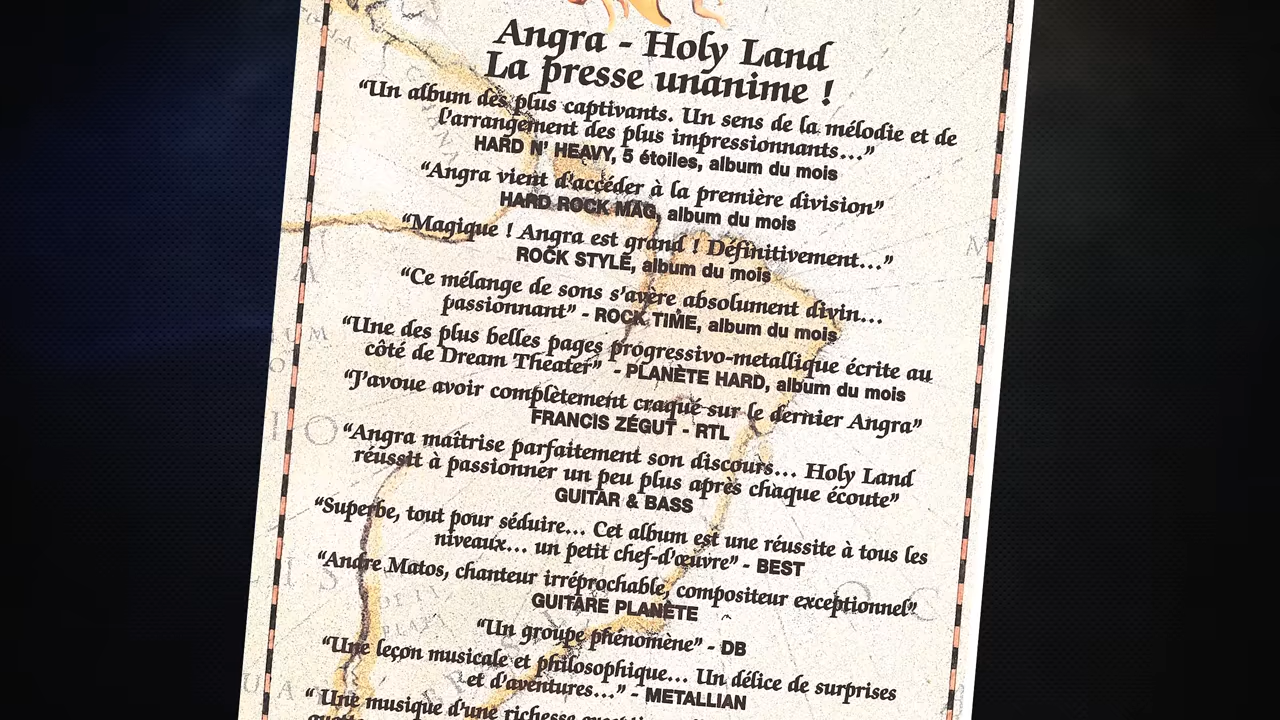 Angra - Holy Land
La presse unanime !
“Un album des plus captivants. Un sens de la mélodie et de
l’arrangement des plus impressionnants…”
HARD N’ HEAVY, 5 étoiles, album du mois
“Angra vient d’accéder à la première division”
HARD ROCK MAG, album du mois
“Magique ! Angra est grand ! Définitivement…”
ROCK STYLE, album du mois
“Ce mélange de sons s’avère absolument divin…
passionnant” - ROCK TIME, album du mois
“Une des plus belles pages progressivo-metallique écrite au
côté de Dream Theater” - PLANÈTE HARD, album du mois
“J’avoue avoir complètement craqué sur le dernier Angra”
FRANCIS ZÉGUT - RTL
“Angra maîtrise parfaitement son discours… Holy Land
réussit à passionner un peu plus après chaque écoute”
GUITAR & BASS
“Superbe, tout pour séduire… Cet album est une réussite à tous les
niveaux… un petit chef-d’œuvre” - BEST
“Andre Matos, chanteur irréprochable, compositeur exceptionnel”
GUITARE PLANÈTE
“Un groupe phénomène” - DB
“Une leçon musicale et philosophique… Un délice de surprises
et d’aventures…” - METALLIAN
“ Une musique d’une richesse